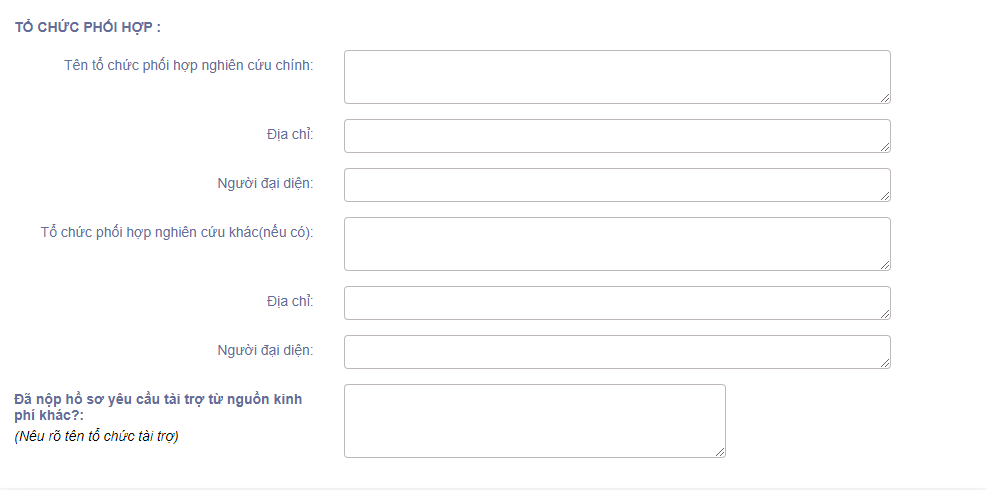 TỔ CHỨC PHỐI HỢP :
Tên tổ chức phối hợp nghiên cứu chính:
Địa chỉ:
Người đại diện:
Tổ chức phối hợp nghiên cứu khác(nếu có):
Địa chỉ:
Người đại diện:
Đã nộp hồ sơ yêu cầu tài trợ từ nguồn kinh
phí khác?:
(Nêu rõ tên tổ chức tài trợ)